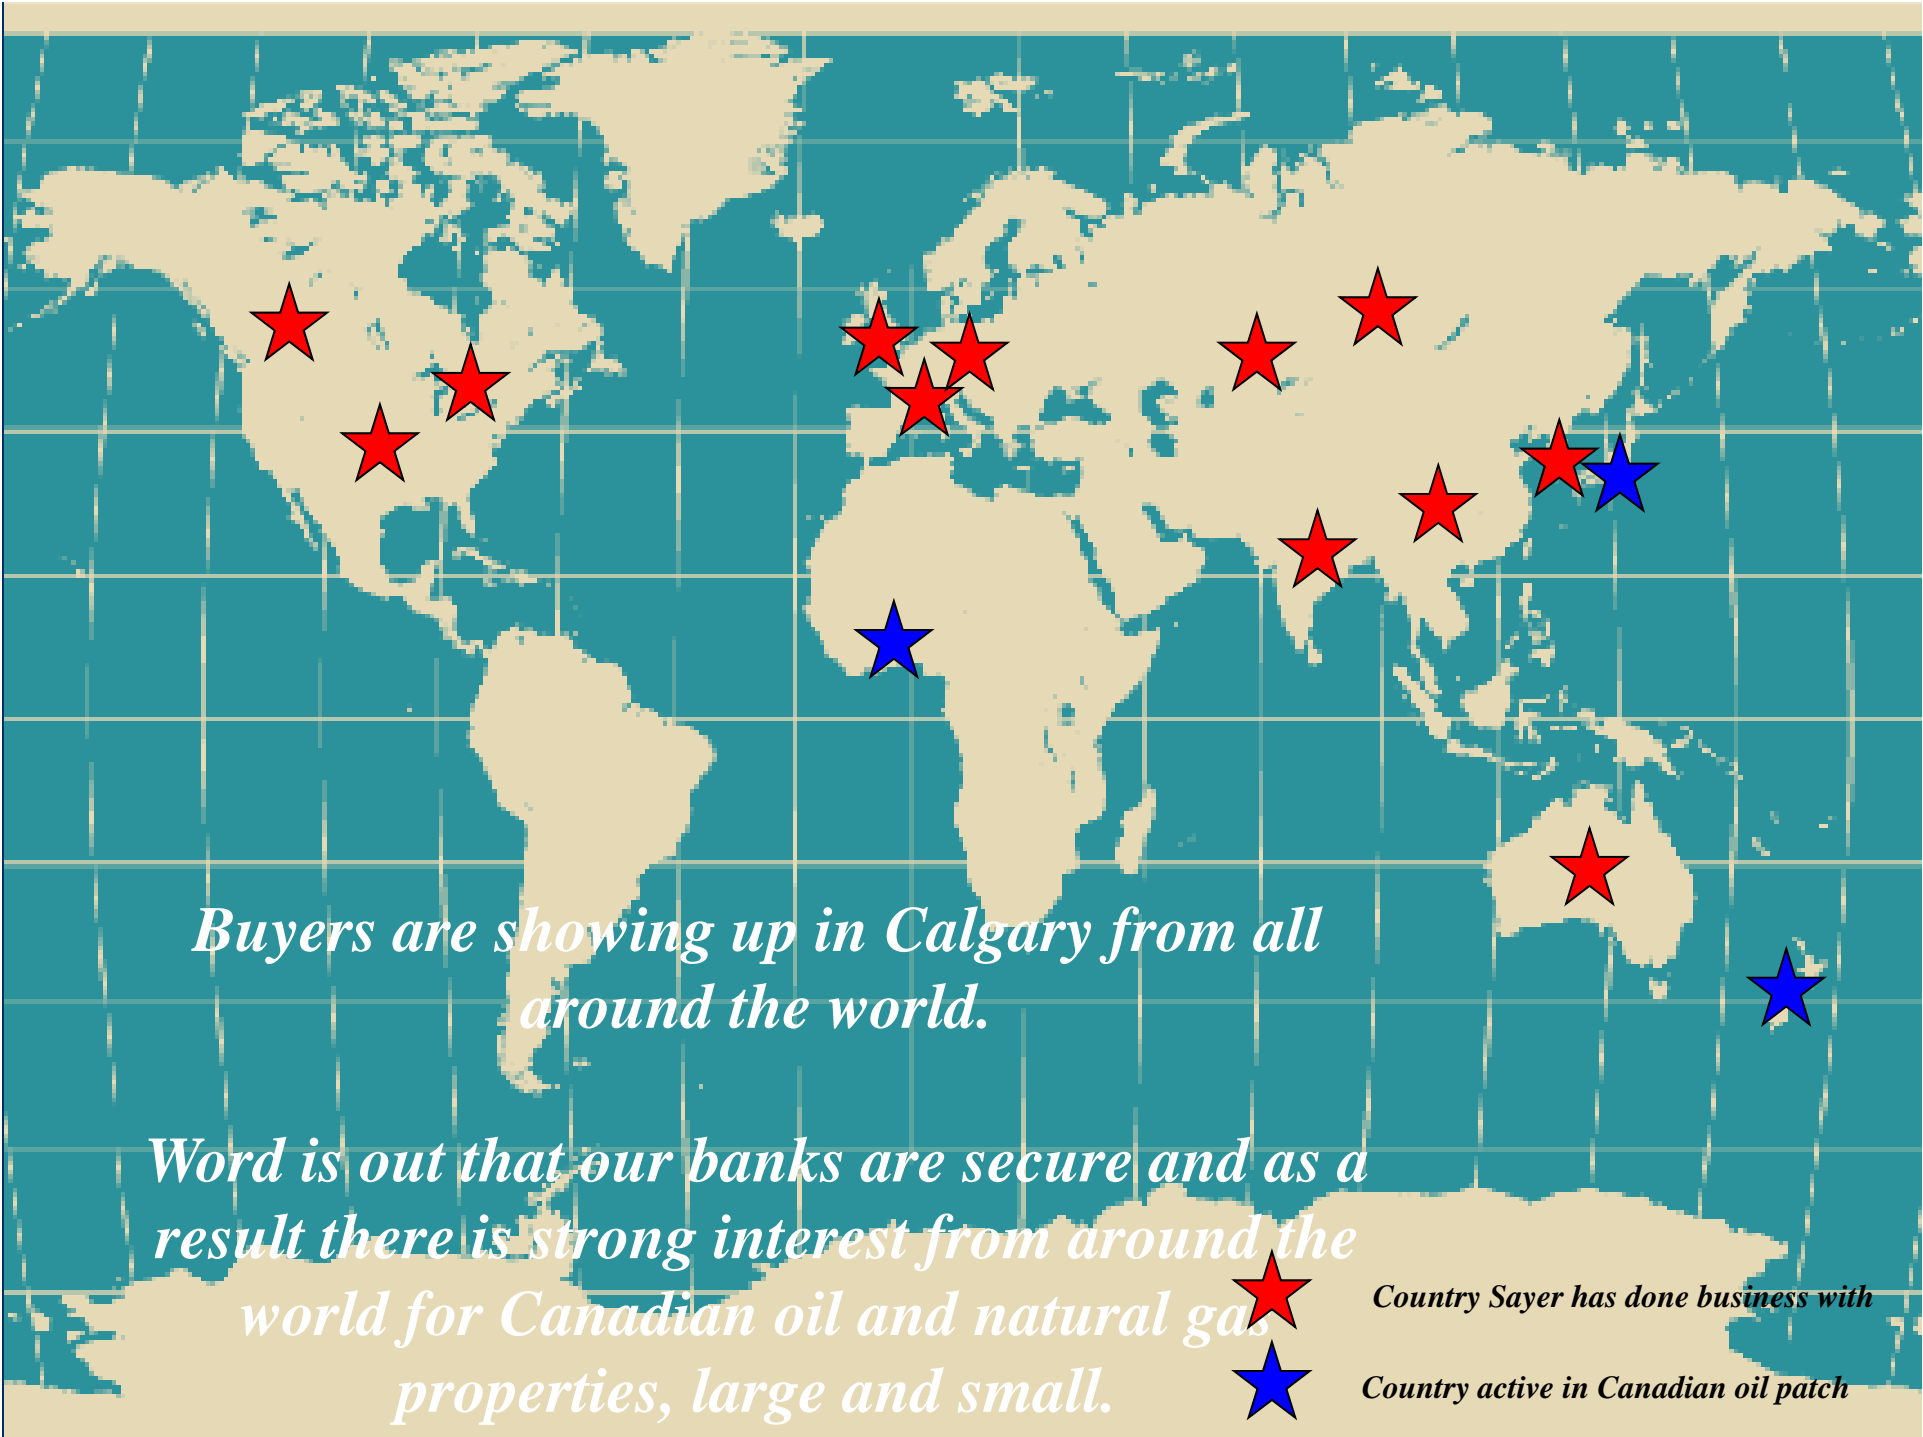 Buyers are showing up in Calgary from all
around the world.
Word is out that our banks are secure and as a
result there is strong interest from around the
world for Canadian oil and natural gas
properties, large and small.
Country Sayer has done business with
Country active in Canadian oil patch